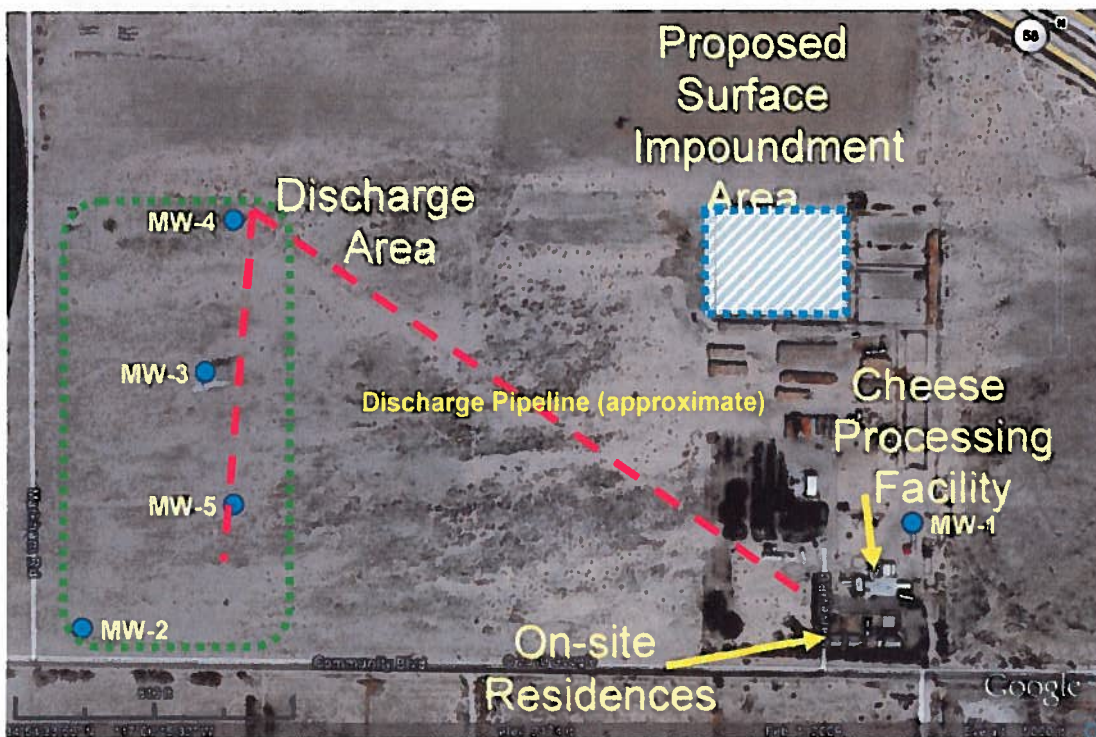 58
N
Proposed
Surface
Impoundment
Area
Discharge
Area
MW-4
MW-3
Discharge Pipeline (approximate)
Cheese
Processing
Facility
MW-5
MW-1
MW-2
On-site
Residences
Community Blvd
Google